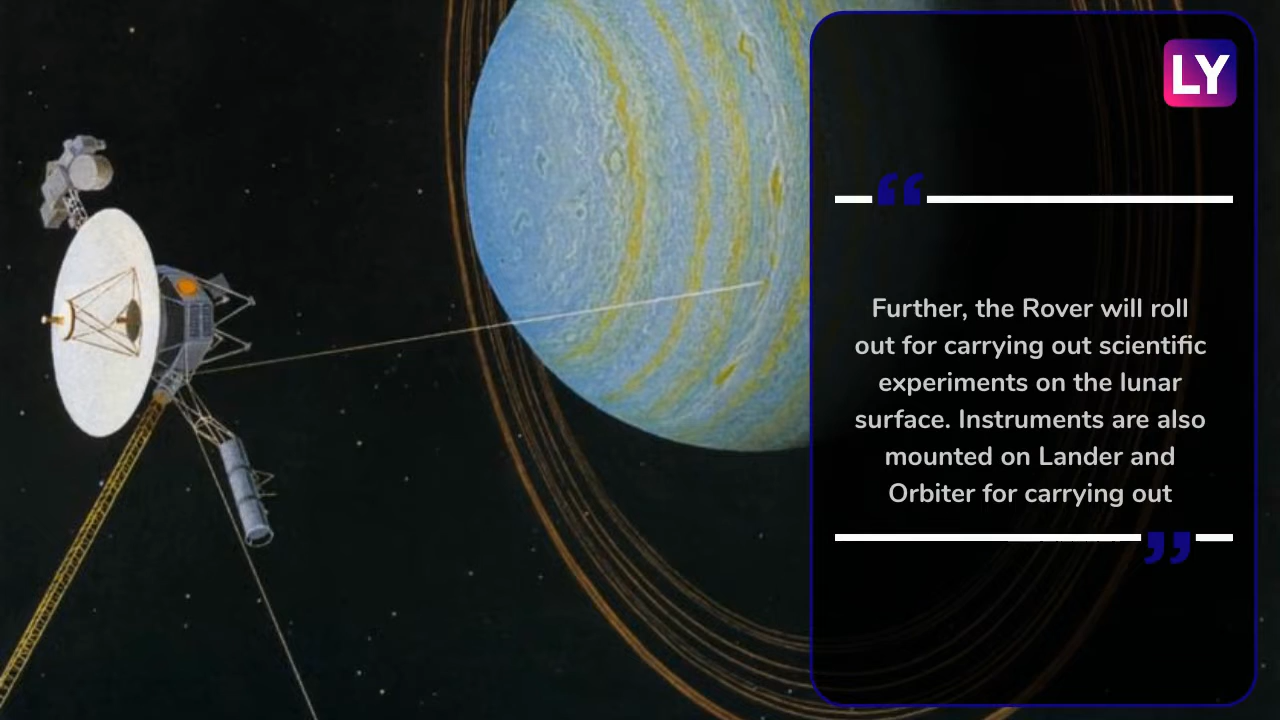 LY
Further, the Rover will roll
out for carrying out scientific
experiments on the lunar
surface. Instruments are also
mounted on Lander and
Orbiter for carrying out